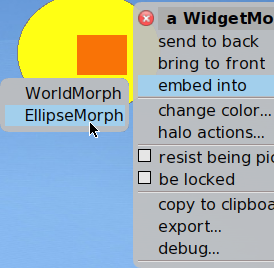 a WidgetMo
send to back
bring to front
embed into
WorldMorph
EllipseMorph
change color...
halo actions...
resist being pic
be locked
copy to clipboa
export...
debug...